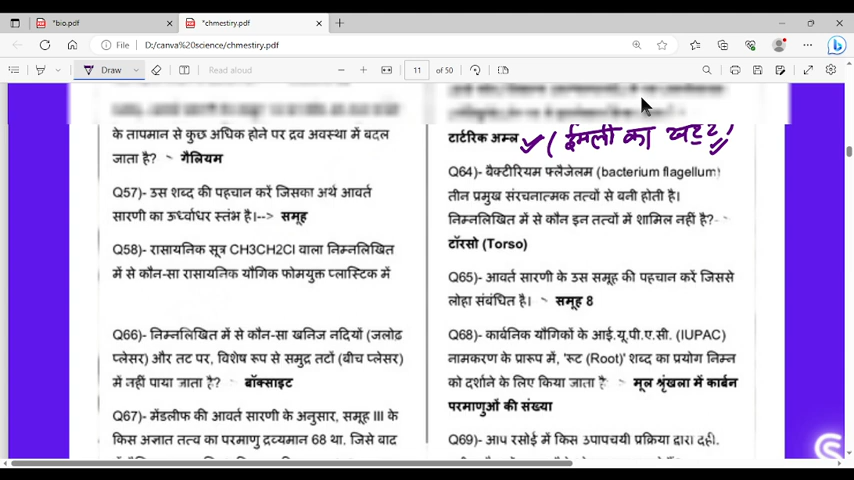 *bio.pdf
*chmestiry.pdf
File
D:/canva%20science/chmestiry.pdf
Draw
Read aloud
11
of 50
के तापमान से कुछ अधिक होने पर द्रव अवस्था में बदल
जाता है? गैलियम
Q57)- उस शब्द की पहचान करें जिसका अर्थ आवर्त
सारणी का ऊर्ध्वाधर स्तंभ है।--> समूह
Q58)- रासायनिक सूत्र CH3CH2Cl वाला निम्नलिखित
में से कौन-सा रासायनिक यौगिक फोमयुक्त प्लास्टिक में
Q66)- निम्नलिखित में से कौन-सा खनिज नदियों (जलोढ
प्लेसर) और तट पर, विशेष रूप से समुद्र तटों (बीच प्लेसर)
में नहीं पाया जाता है? बॉक्साइट
Q67)- मेंडलीफ की आवर्त सारणी के अनुसार, समूह III के
किस अज्ञात तत्व का परमाणु द्रव्यमान 68 था. जिसे बाद
टार्टरिक अम्ल (ईमली का खट्टा)
Q64)- बैक्टीरियम फ्लैजेलम (bacterium flagellum)
तीन प्रमुख संरचनात्मक तत्वों से बनी होती है।
निम्नलिखित में से कौन इन तत्वों में शामिल नहीं है?-
टॉरसो (Torso)
Q65)- आवर्त सारणी के उस समूह की पहचान करें जिससे
लोहा संबंधित है। समूह 8
Q68)- कार्बनिक यौगिकों के आई.यू.पी.ए.सी. (IUPAC)
नामकरण के प्रारूप में, 'रूट (Root)' शब्द का प्रयोग निम्न
को दर्शाने के लिए किया जाता है मूल श्रृंखला में कार्बन
परमाणुओं की संख्या
Q69)- आप रसोई में किस उपापचयी प्रक्रिया द्वारा दही.